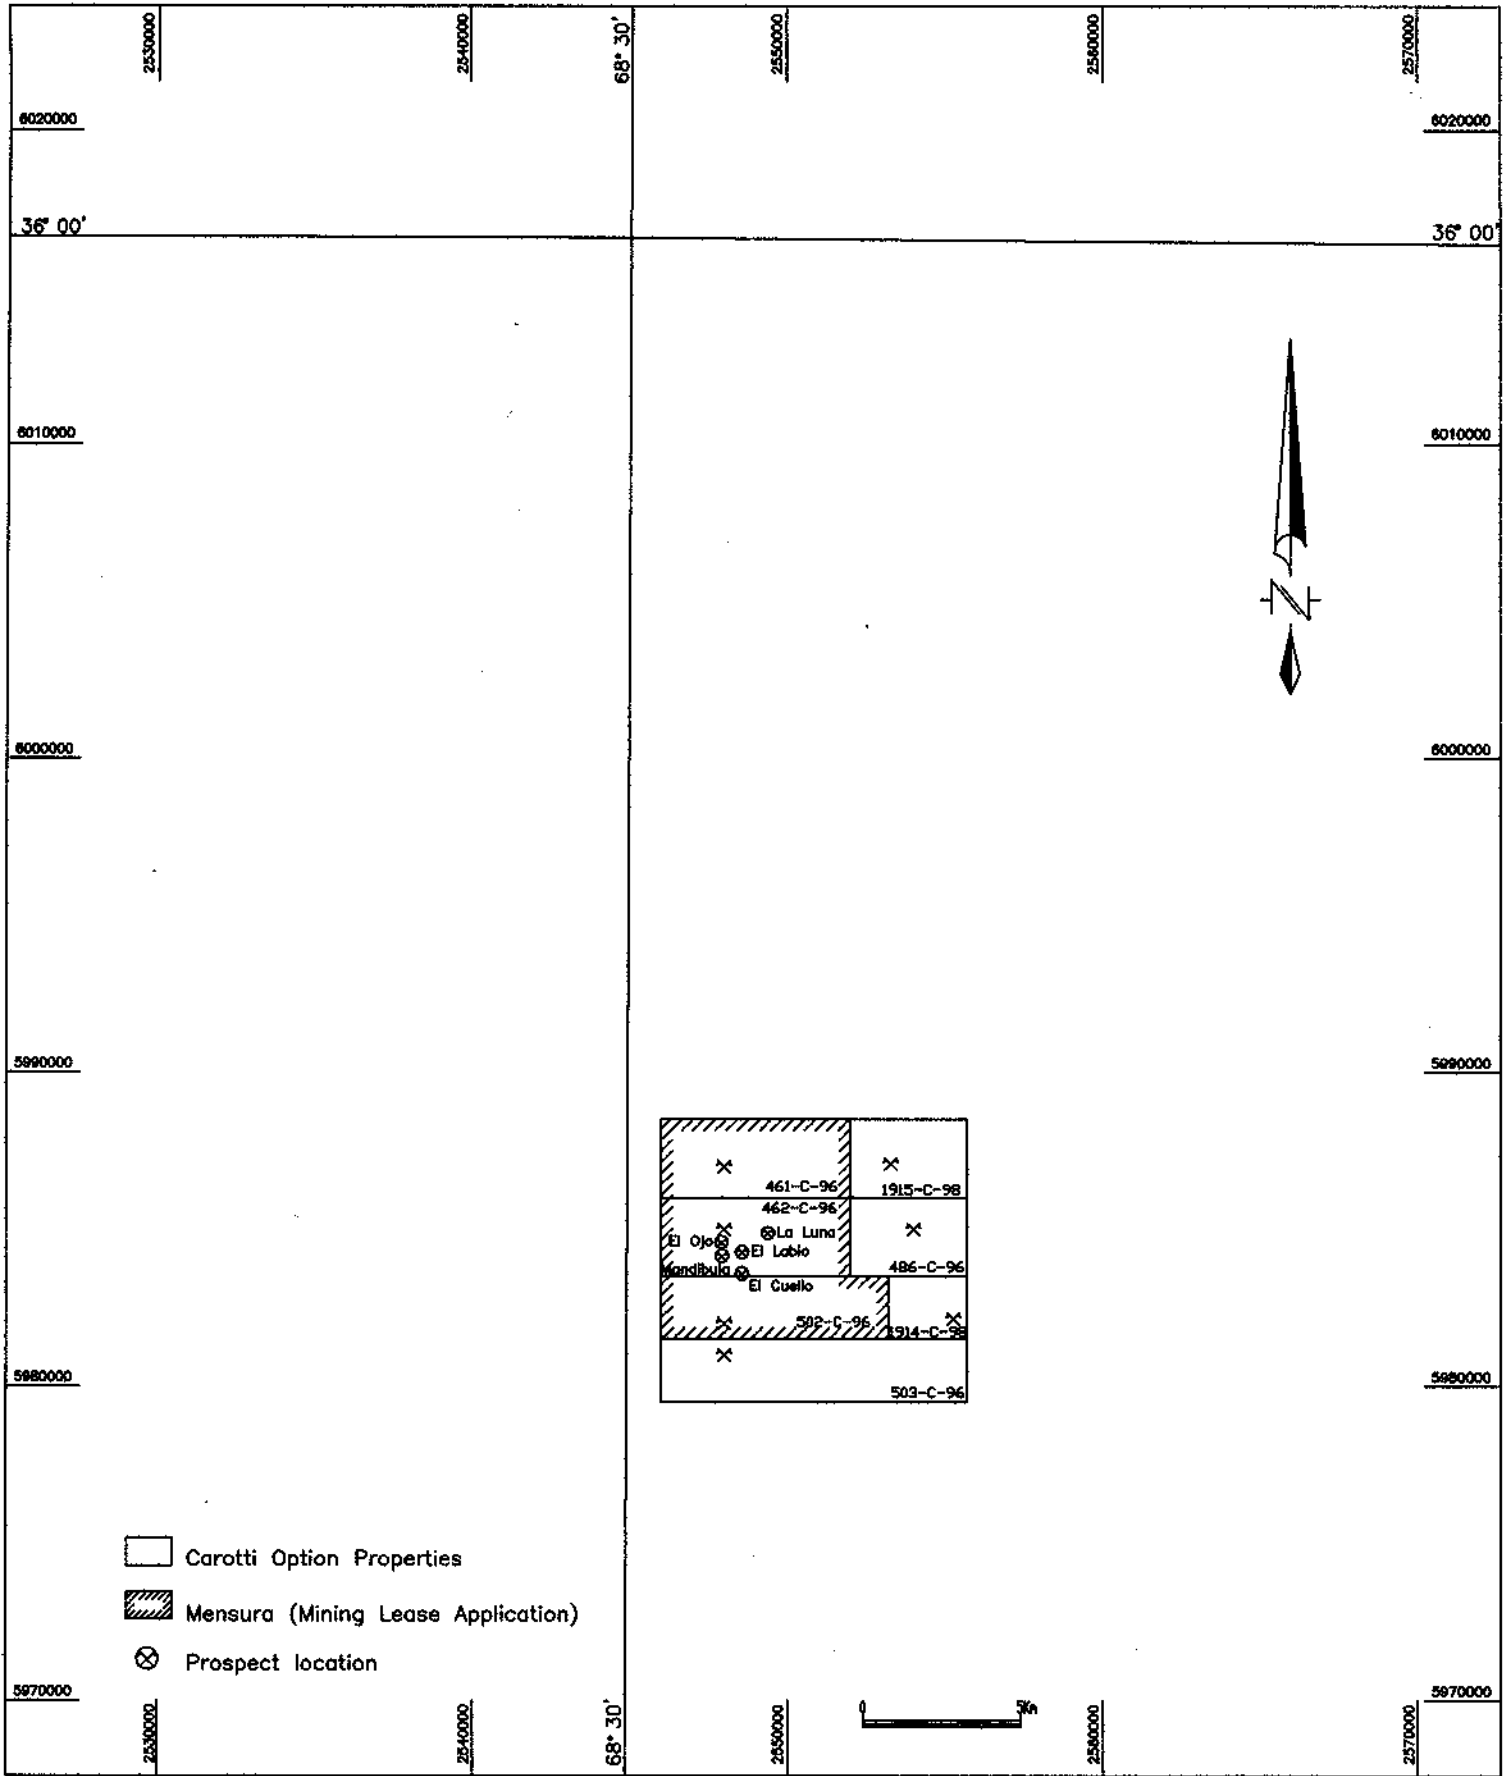 2530000
2540000
68° 30'
2550000
2560000
2570000
6020000
6020000
36° 00'
36° 00'
6010000
6010000
N
6000000
6000000
5990000
5990000
461-C-96
1915-C-98
462-C-96
La Luna
El Ojo
El Labio
Mandibula
486-C-96
El Cuello
502-C-96
1914-C-98
5980000
5980000
503-C-96
Carotti Option Properties
Mensura (Mining Lease Application)
Prospect location
5970000
5970000
0
5Km
2530000
2540000
68° 30'
2550000
2560000
2570000